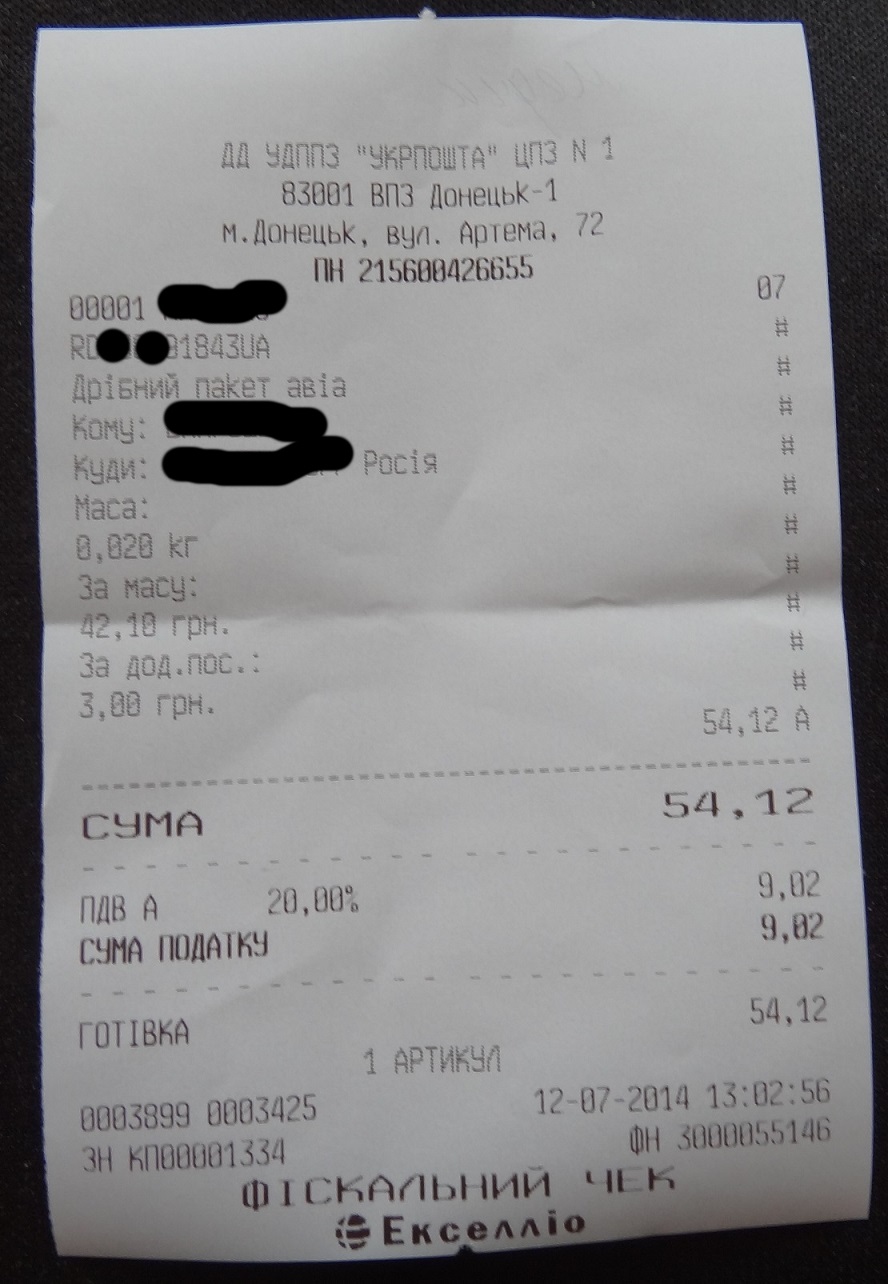 ДД УДППЗ "УКРПОШТА" ЦПЗ N 1
83001 ВПЗ Донецьк-1
м.Донецьк, вул. Артема, 72
ПН 215600426655
00001 07
RD 01843UA #
Дрібний пакет авіа #
Кому: #
Куди: Росія #
Маса: #
0,020 кг #
За масу: #
42,10 грн. #
За дод.пос.: #
3,00 грн. #
54,12 А
СУМА 54,12
ПДВ А 20,00% 9,02
СУМА ПОДАТКУ 9,02
ГОТІВКА 54,12
1 АРТИКУЛ
0003899 0003425 12-07-2014 13:02:56
ЗН КП00001334 ФН 3000055146
ФІСКАЛЬНИЙ ЧЕК
Екселліо